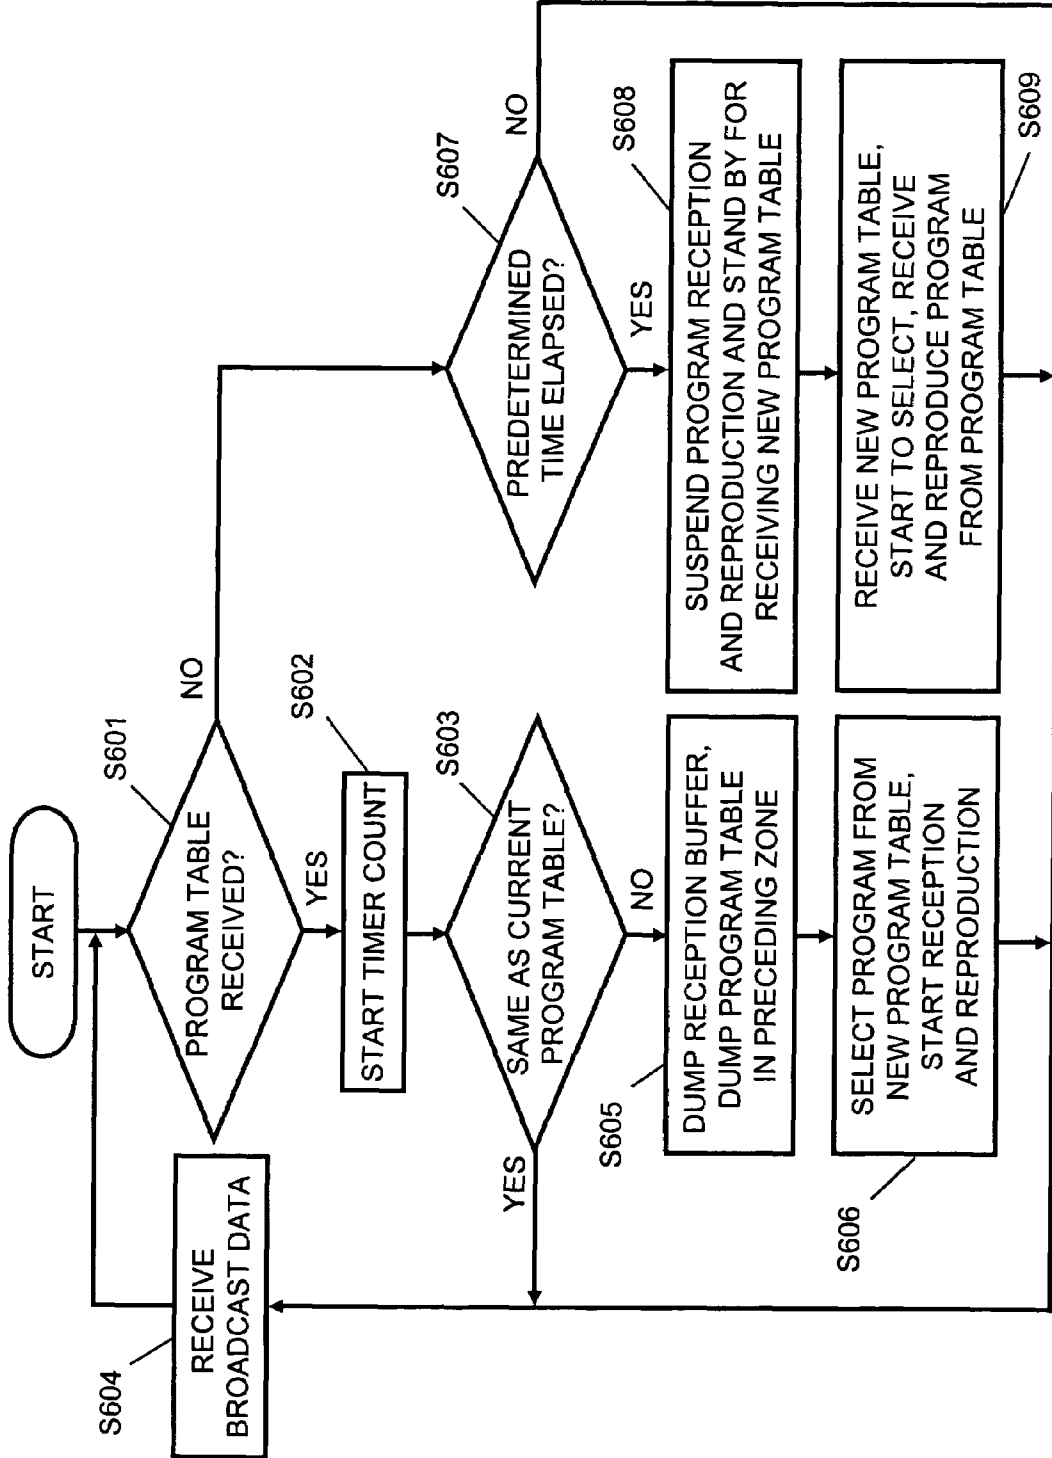 START
S601
PROGRAM TABLE
RECEIVED?
NO
YES
S602
START TIMER COUNT
S603
SAME AS CURRENT
PROGRAM TABLE?
YES
NO
S604
RECEIVE
BROADCAST DATA
S605
DUMP RECEPTION BUFFER,
DUMP PROGRAM TABLE
IN PRECEDING ZONE
S606
SELECT PROGRAM FROM
NEW PROGRAM TABLE,
START RECEPTION
AND REPRODUCTION
S607
PREDETERMINED
TIME ELAPSED?
NO
YES
S608
SUSPEND PROGRAM RECEPTION
AND REPRODUCTION AND STAND BY FOR
RECEIVING NEW PROGRAM TABLE
S609
RECEIVE NEW PROGRAM TABLE,
START TO SELECT, RECEIVE
AND REPRODUCE PROGRAM
FROM PROGRAM TABLE